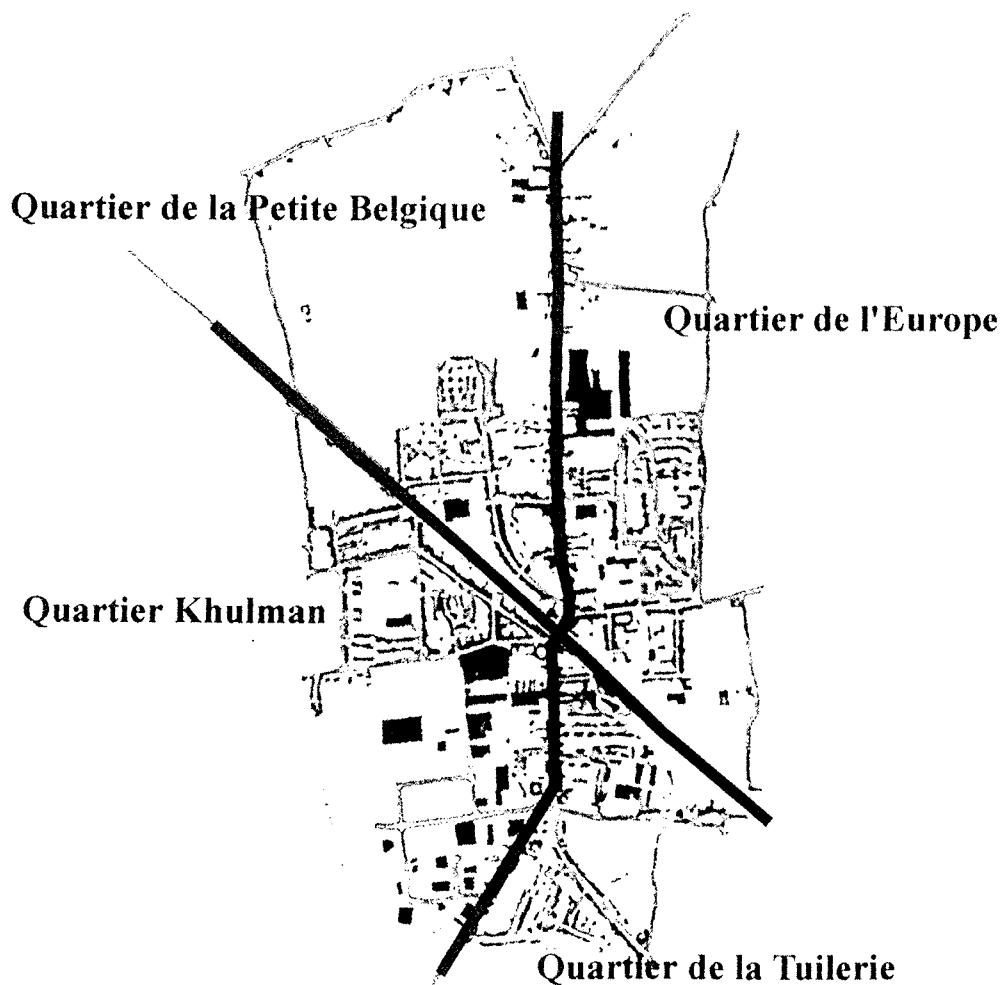 Quartier de la Petite Belgique
Quartier de l'Europe
Quartier Khulman
Quartier de la Tuilerie